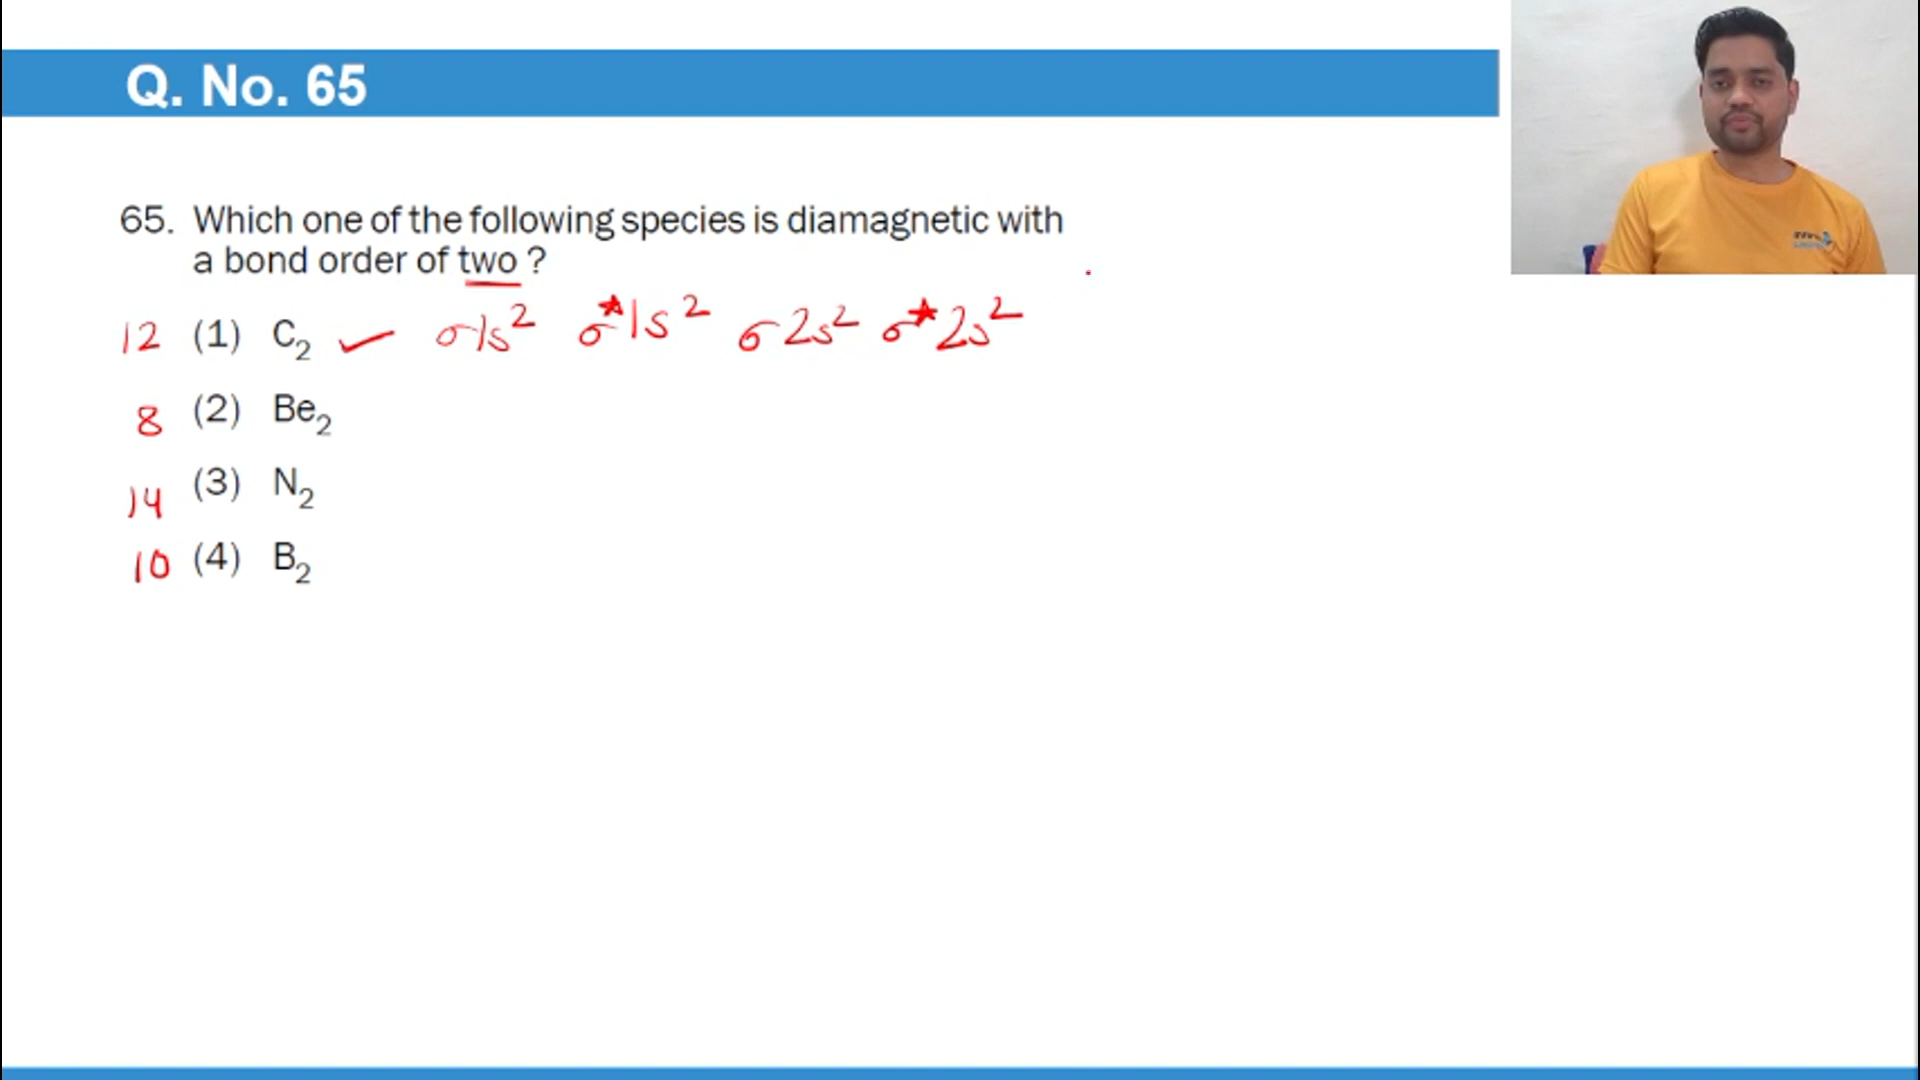 Q. No. 65
65. Which one of the following species is diamagnetic with
a bond order of two ?
12 (1) C₂ ✓ σ1s² σ*1s² σ2s² σ*2s²
8 (2) Be₂
14 (3) N₂
10 (4) B₂